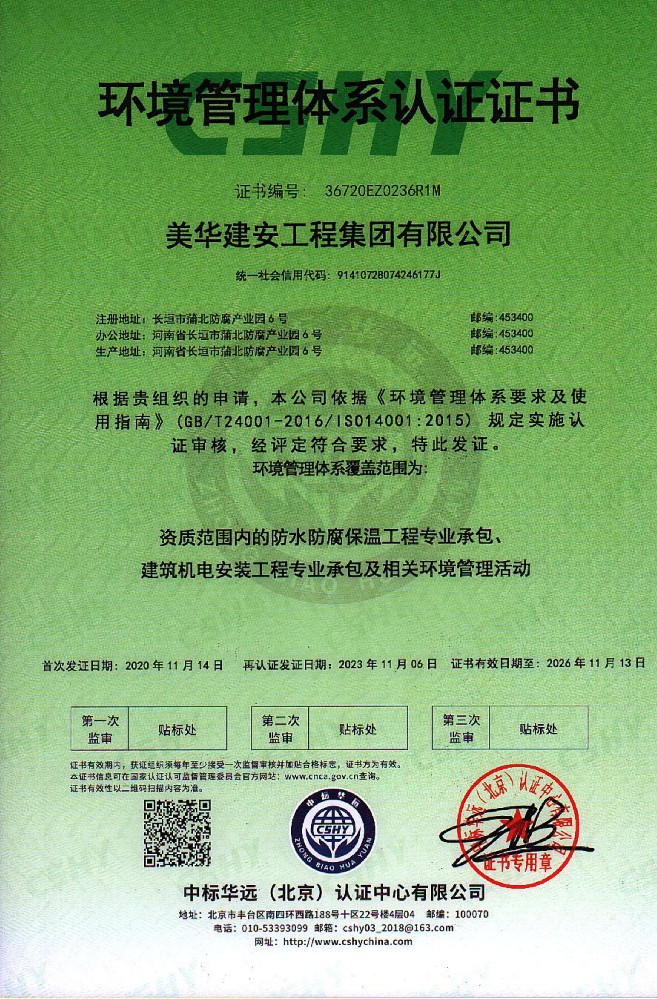 CSHY
环境管理体系认证证书
证书编号： 36720EZ0236R1M
美华建安工程集团有限公司
统一社会信用代码：91410728074246177J
注册地址：长垣市蒲北防腐产业园6号 邮编:453400
办公地址：河南省长垣市蒲北防腐产业园6号 邮编:453400
生产地址：河南省长垣市蒲北防腐产业园6号 邮编:453400
根据贵组织的申请，本公司依据《环境管理体系要求及使
用指南》(GB/T24001-2016/ISO14001:2015) 规定实施认
证审核，经评定符合要求，特此发证。
环境管理体系覆盖范围为:
资质范围内的防水防腐保温工程专业承包、
建筑机电安装工程专业承包及相关环境管理活动
首次发证日期：2020年11月14日 再认证发证日期：2023年11月06日 证书有效日期至：2026年11月13日
第一次
监审
贴标处
第二次
监审
贴标处
第三次
监审
贴标处
证书有效期内，获证组织须每年至少接受一次监督审核并加贴合格标志，证书方为有效。
本证书信息可在国家认证认可监督管理委员会官方网站：www.cnca.gov.cn查询。
证书有效性以二维码扫描内容为准。
中标华远
CSHY
ZHONG BIAO HUA YUAN
中标华远（北京）认证中心有限公司
证书专用章
中标华远（北京）认证中心有限公司
地址：北京市丰台区南四环西路188号十区22号楼4层04 邮编：100070
电话：010-53393099 邮箱：cshy03_2018@163.com
网址：http://www.cshychina.com